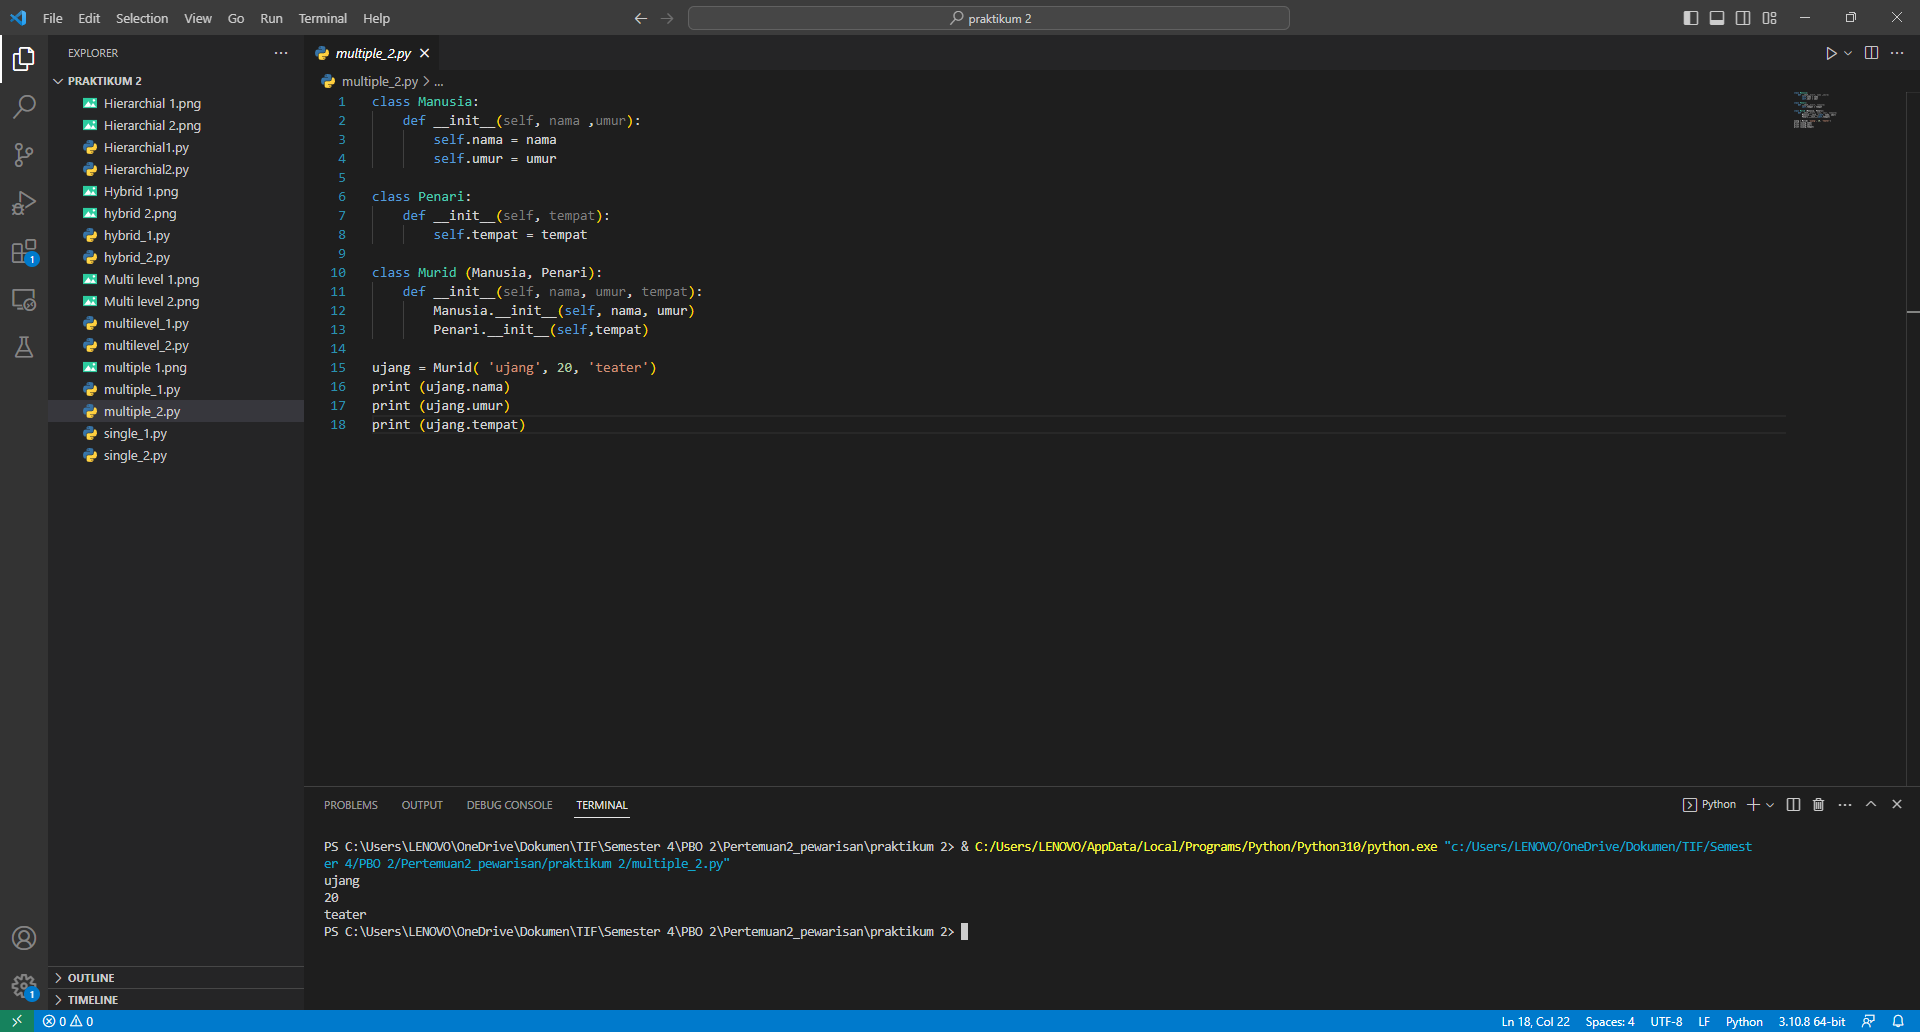 File Edit Selection View Go Run Terminal Help
praktikum 2
EXPLORER
PRAKTIKUM 2
Hierarchial 1.png
Hierarchial 2.png
Hierarchial1.py
Hierarchial2.py
Hybrid 1.png
hybrid 2.png
hybrid_1.py
hybrid_2.py
Multi level 1.png
Multi level 2.png
multilevel_1.py
multilevel_2.py
multiple 1.png
multiple_1.py
multiple_2.py
single_1.py
single_2.py
OUTLINE
TIMELINE
1
1
multiple_2.py
multiple_2.py > ...
1 class Manusia:
2     def __init__(self, nama ,umur):
3         self.nama = nama
4         self.umur = umur
5
6 class Penari:
7     def __init__(self, tempat):
8         self.tempat = tempat
9
10 class Murid (Manusia, Penari):
11     def __init__(self, nama, umur, tempat):
12         Manusia.__init__(self, nama, umur)
13         Penari.__init__(self,tempat)
14
15 ujang = Murid( 'ujang', 20, 'teater')
16 print (ujang.nama)
17 print (ujang.umur)
18 print (ujang.tempat)
PROBLEMS OUTPUT DEBUG CONSOLE TERMINAL
Python
PS C:\Users\LENOVO\OneDrive\Dokumen\TIF\Semester 4\PBO 2\Pertemuan2_pewarisan\praktikum 2> & C:/Users/LENOVO/AppData/Local/Programs/Python/Python310/python.exe "c:/Users/LENOVO/OneDrive/Dokumen/TIF/Semest
er 4/PBO 2/Pertemuan2_pewarisan/praktikum 2/multiple_2.py"
ujang
20
teater
PS C:\Users\LENOVO\OneDrive\Dokumen\TIF\Semester 4\PBO 2\Pertemuan2_pewarisan\praktikum 2>
0 0
Ln 18, Col 22 Spaces: 4 UTF-8 LF Python 3.10.8 64-bit